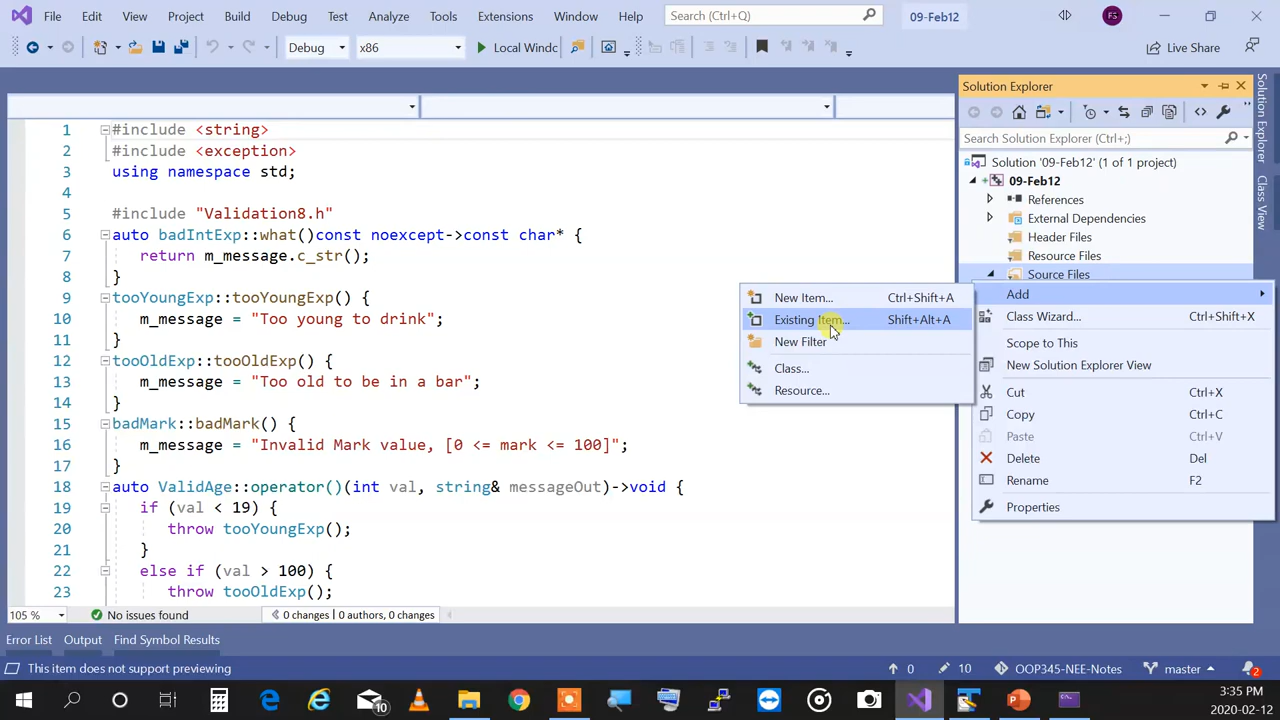 File Edit View Project Build Debug Test Analyze Tools Extensions Window Help Search (Ctrl+Q) 09-Feb12 FS
Debug x86 Local Windc Live Share
Solution Explorer
Search Solution Explorer (Ctrl+;)
Solution '09-Feb12' (1 of 1 project)
09-Feb12
References
External Dependencies
Header Files
Resource Files
Source Files
Solution Explorer
Class View
1 #include <string>
2 #include <exception>
3 using namespace std;
4
5 #include "Validation8.h"
6 auto badIntExp::what()const noexcept->const char* {
7 return m_message.c_str();
8 }
9 tooYoungExp::tooYoungExp() {
10 m_message = "Too young to drink";
11 }
12 tooOldExp::tooOldExp() {
13 m_message = "Too old to be in a bar";
14 }
15 badMark::badMark() {
16 m_message = "Invalid Mark value, [0 <= mark <= 100]";
17 }
18 auto ValidAge::operator()(int val, string& messageOut)->void {
19 if (val < 19) {
20 throw tooYoungExp();
21 }
22 else if (val > 100) {
23 throw tooOldExp();
New Item... Ctrl+Shift+A
Existing Item... Shift+Alt+A
New Filter
Class...
Resource...
Add
Class Wizard... Ctrl+Shift+X
Scope to This
New Solution Explorer View
Cut Ctrl+X
Copy Ctrl+C
Paste Ctrl+V
Delete Del
Rename F2
Properties
105 % No issues found 0 changes | 0 authors, 0 changes
Error List Output Find Symbol Results
This item does not support previewing 0 10 OOP345-NEE-Notes master 2
10
3:35 PM
2020-02-12